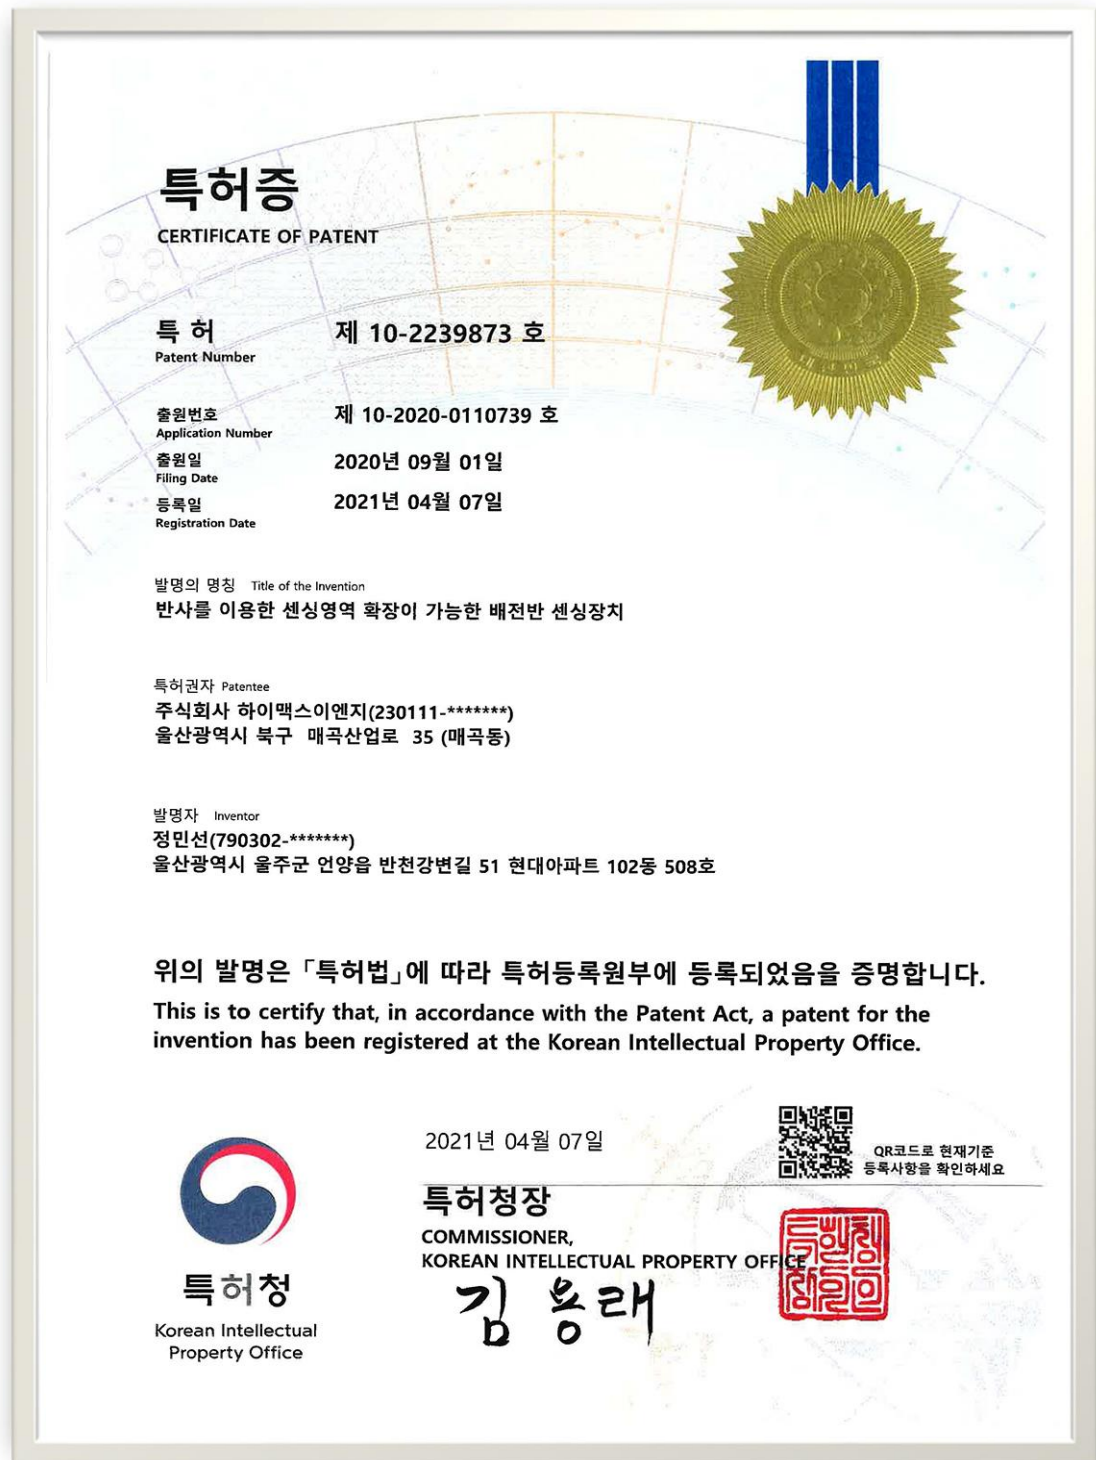 특허증
CERTIFICATE OF PATENT
특 허
Patent Number
제 10-2239873 호
출원번호
Application Number
제 10-2020-0110739 호
출원일
Filing Date
2020년 09월 01일
등록일
Registration Date
2021년 04월 07일
발명의 명칭 Title of the Invention
반사를 이용한 센싱영역 확장이 가능한 배전반 센싱장치
특허권자 Patentee
주식회사 하이맥스이엔지(230111-*******)
울산광역시 북구 매곡산업로 35 (매곡동)
발명자 Inventor
정민선(790302-*******)
울산광역시 울주군 언양읍 반천강변길 51 현대아파트 102동 508호
위의 발명은 「특허법」에 따라 특허등록원부에 등록되었음을 증명합니다.
This is to certify that, in accordance with the Patent Act, a patent for the
invention has been registered at the Korean Intellectual Property Office.
2021년 04월 07일
QR코드로 현재기준
등록사항을 확인하세요
특허청장
COMMISSIONER,
KOREAN INTELLECTUAL PROPERTY OFFICE
김용래
특허청
Korean Intellectual
Property Office